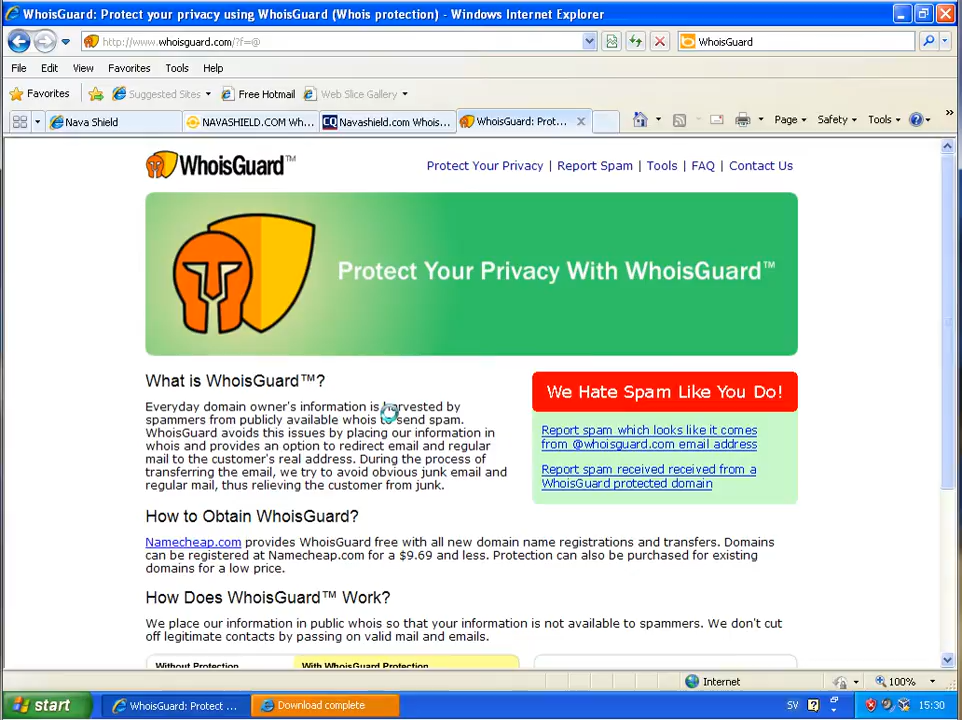 WhoisGuard: Protect your privacy using WhoisGuard (Whois protection) - Windows Internet Explorer
http://www.whoisguard.com/?f=@
WhoisGuard
File Edit View Favorites Tools Help
Favorites Suggested Sites Free Hotmail Web Slice Gallery
Nava Shield NAVASHIELD.COM Wh... Navashield.com Whois... WhoisGuard: Prot... Page Safety Tools »
WhoisGuard™ Protect Your Privacy | Report Spam | Tools | FAQ | Contact Us
Protect Your Privacy With WhoisGuard™
What is WhoisGuard™?
Everyday domain owner's information is harvested by
spammers from publicly available whois to send spam.
WhoisGuard avoids this issues by placing our information in
whois and provides an option to redirect email and regular
mail to the customer's real address. During the process of
transferring the email, we try to avoid obvious junk email and
regular mail, thus relieving the customer from junk.
We Hate Spam Like You Do!
Report spam which looks like it comes
from @whoisguard.com email address
Report spam received received from a
WhoisGuard protected domain
How to Obtain WhoisGuard?
Namecheap.com provides WhoisGuard free with all new domain name registrations and transfers. Domains
can be registered at Namecheap.com for a $9.69 and less. Protection can also be purchased for existing
domains for a low price.
How Does WhoisGuard™ Work?
We place our information in public whois so that your information is not available to spammers. We don't cut
off legitimate contacts by passing on valid mail and emails.
Without Protection With WhoisGuard Protection
Internet 100%
start WhoisGuard: Protect ... Download complete SV 15:30